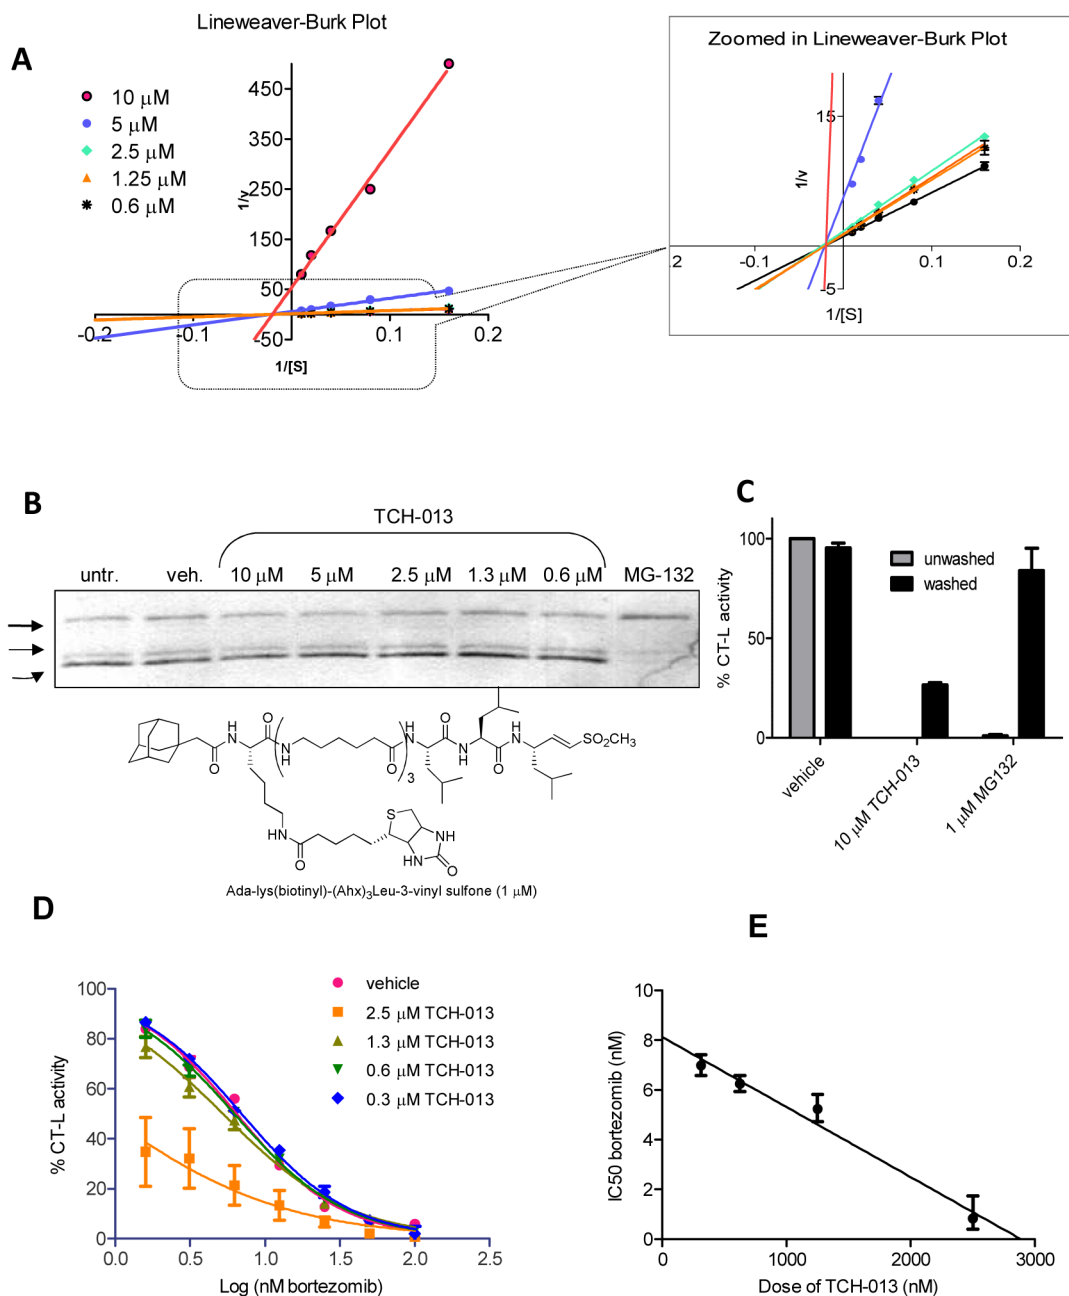 Lineweaver-Burk Plot
A
10 μM
5 μM
2.5 μM
1.25 μM
0.6 μM
450
350
250
150
50
-50
1/v
-0.2
-0.1
0.1
0.2
1/[S]
Zoomed in Lineweaver-Burk Plot
15
-5
1/v
.2
-0.1
0.1
0.2
1/[S]
B
TCH-013
untr.
veh.
10 μM
5 μM
2.5 μM
1.3 μM
0.6 μM
MG-132
H
N
O
N
H
O
H
N
O
3
H
N
O
N
H
O
H
N
SO₂CH₃
NH
O
S
NH
HN
O
Ada-lys(biotinyl)-(Ahx)₃Leu-3-vinyl sulfone (1 μM)
C
100
50
0
% CT-L activity
unwashed
washed
vehicle
10 μM TCH-013
1 μM MG132
D
100
80
60
40
20
0
% CT-L activity
vehicle
2.5 μM TCH-013
1.3 μM TCH-013
0.6 μM TCH-013
0.3 μM TCH-013
0.0
0.5
1.0
1.5
2.0
2.5
Log (nM bortezomib)
E
10
8
6
4
2
0
IC50 bortezomib (nM)
0
1000
2000
3000
Dose of TCH-013 (nM)